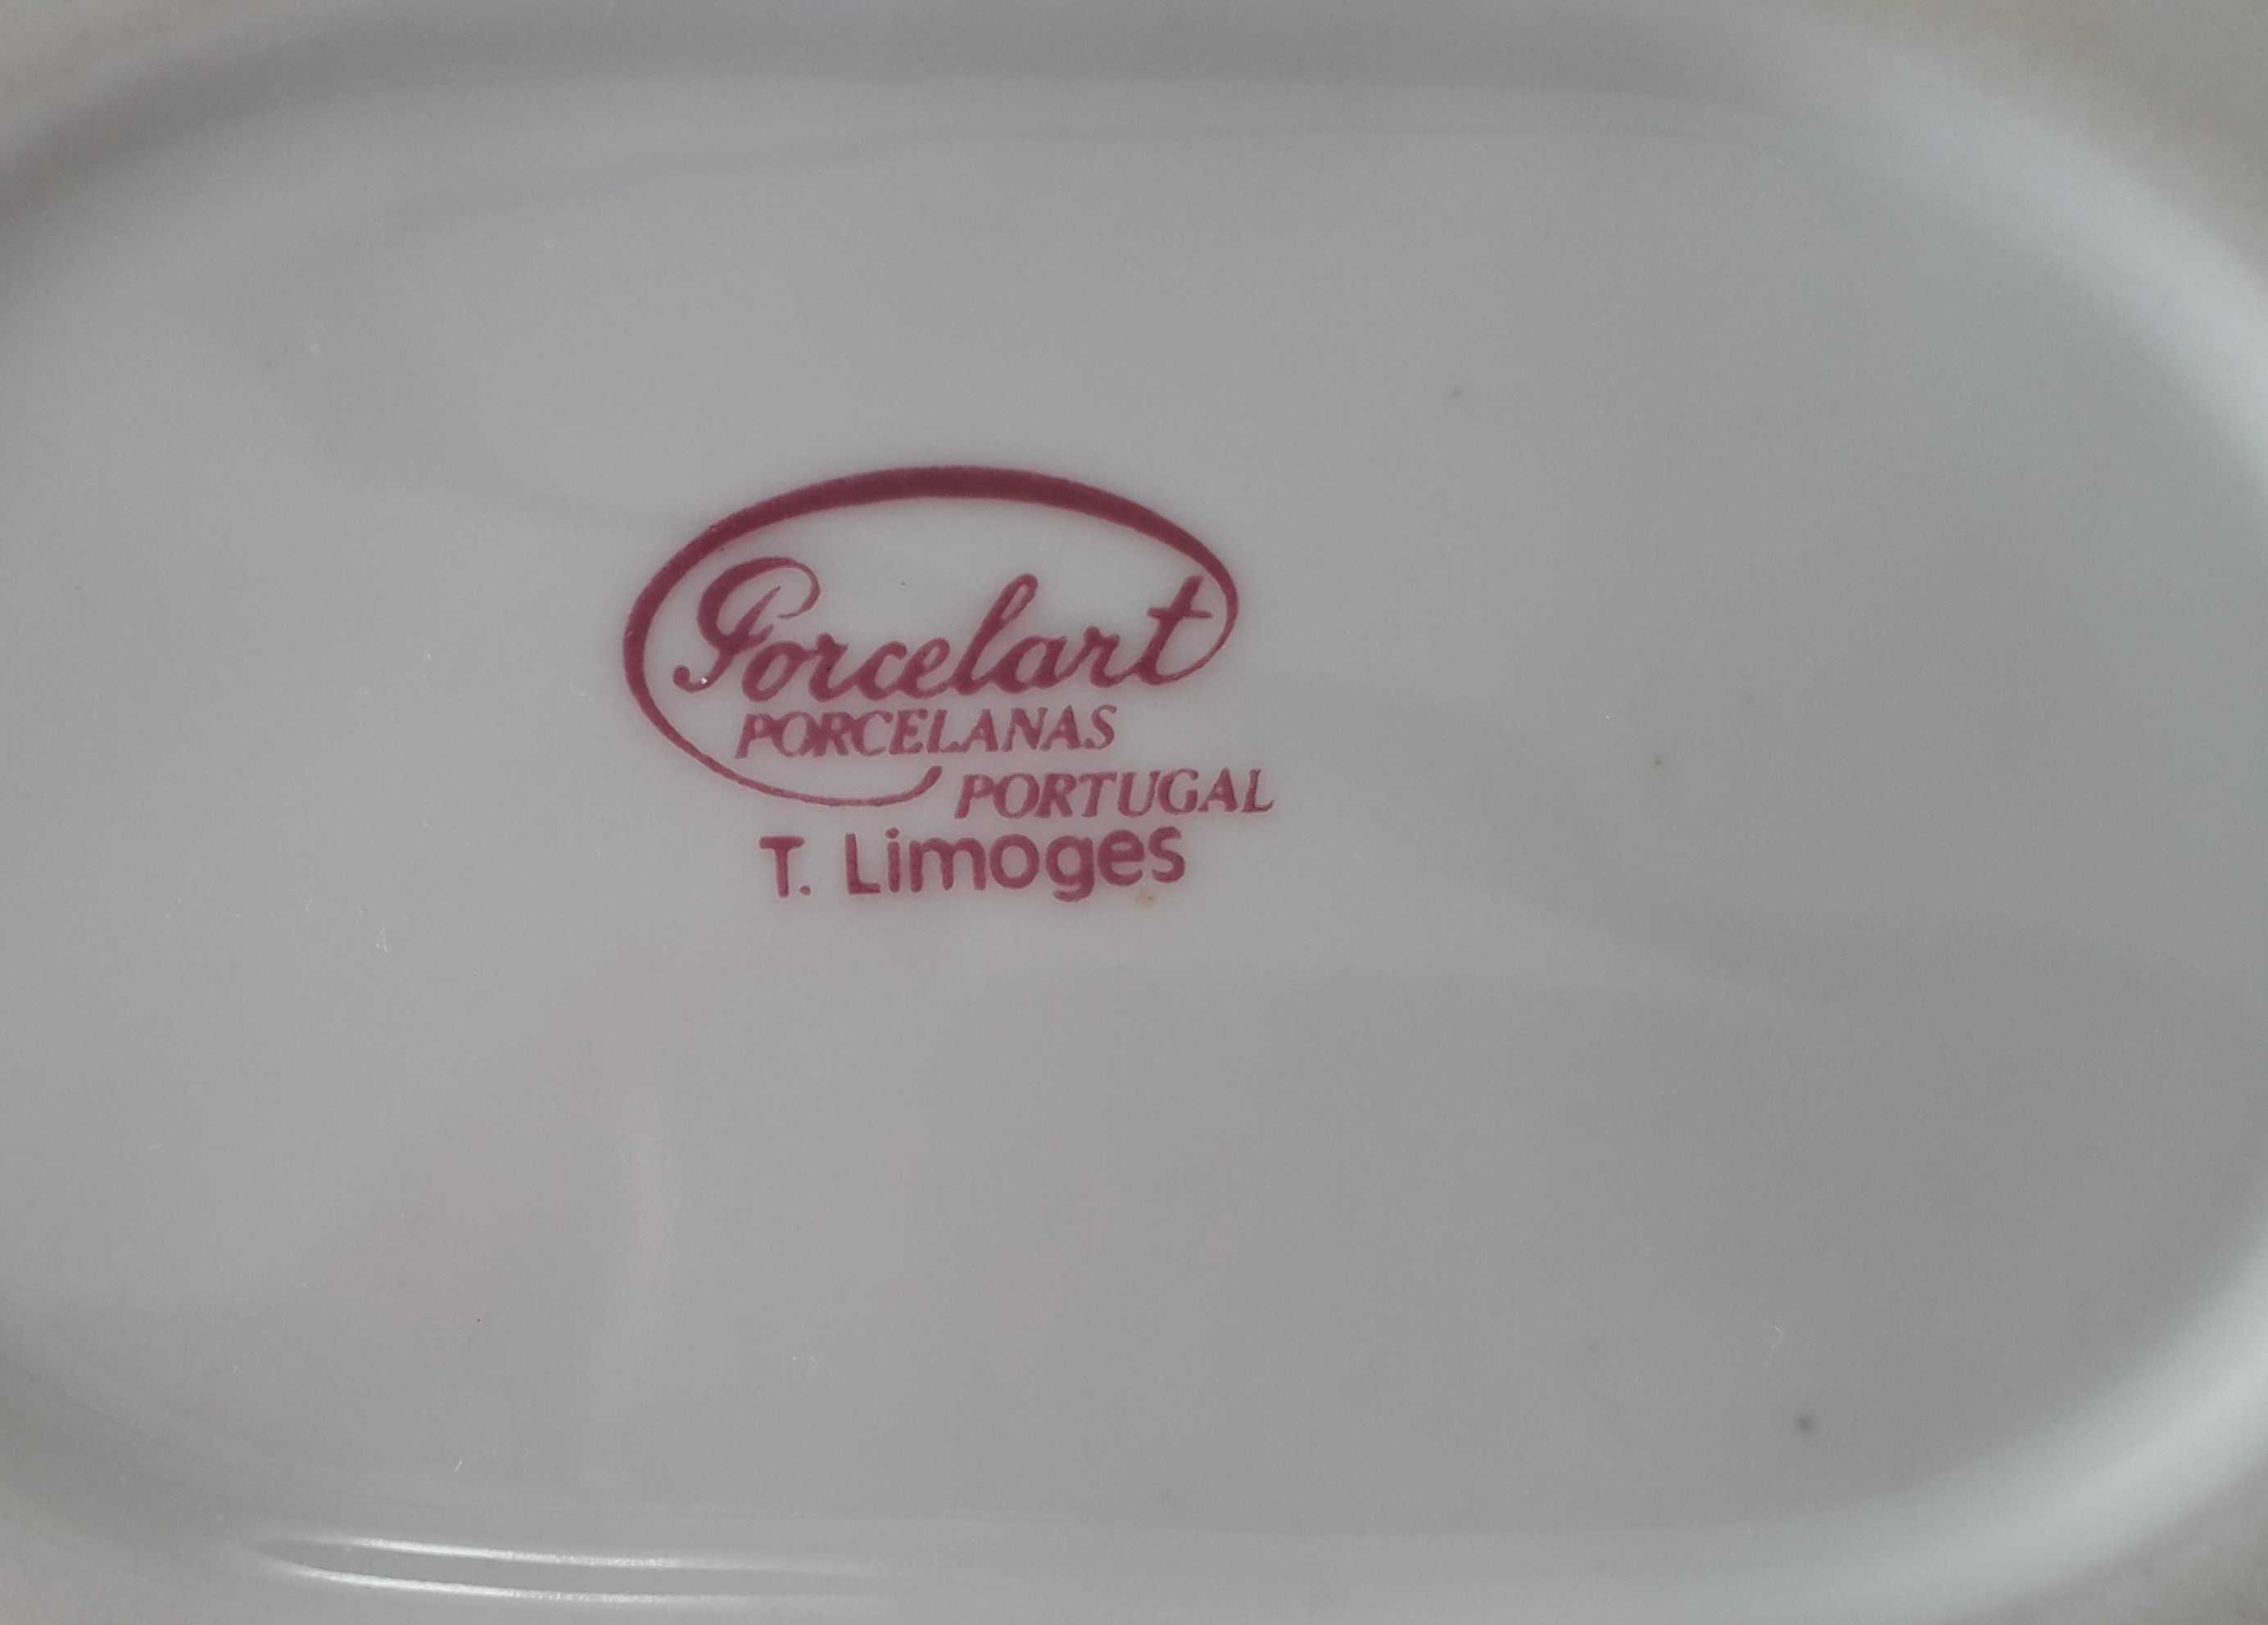 Porcelart
PORCELANAS
PORTUGAL
T. Limoges